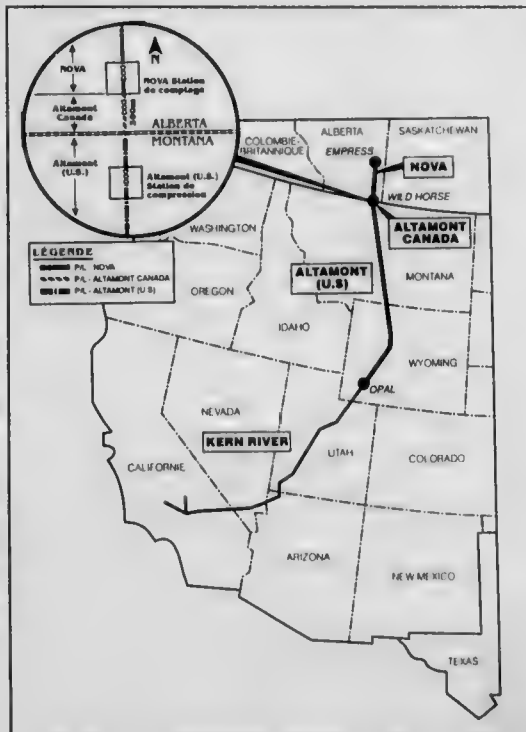 N
NOVA
NOVA Station
de comptage
Altamont
Canada
300m
ALBERTA
MONTANA
Altamont
(U.S.)
Altamont (U.S.)
Station de
compression
LÉGENDE
P/L - NOVA
P/L - ALTAMONT CANADA
P/L - ALTAMONT (U.S)
COLOMBIE-
BRITANNIQUE
ALBERTA
SASKATCHEWAN
EMPRESS
NOVA
WILD HORSE
ALTAMONT
CANADA
WASHINGTON
ALTAMONT
(U.S)
MONTANA
OREGON
IDAHO
WYOMING
OPAL
NEVADA
KERN RIVER
UTAH
COLORADO
CALIFORNIE
ARIZONA
NEW MEXICO
TEXAS